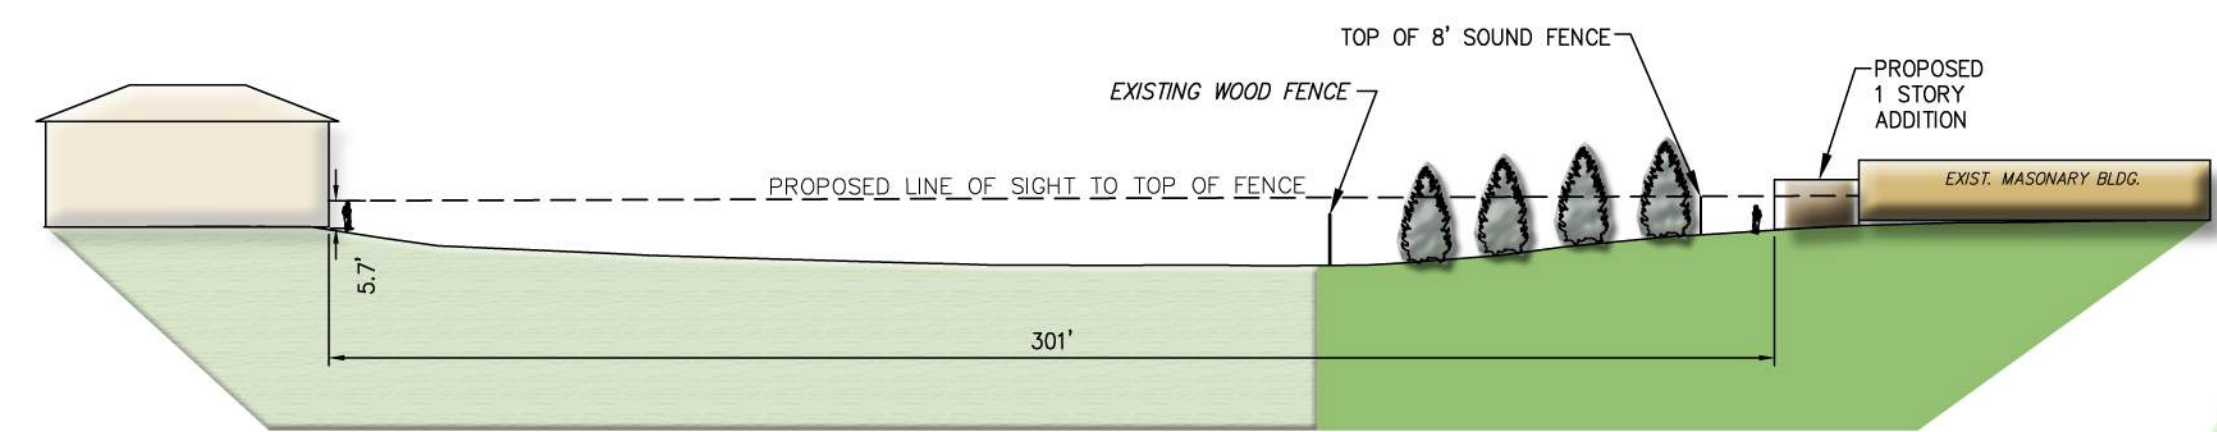 TOP OF 8' SOUND FENCE
EXISTING WOOD FENCE
PROPOSED
1 STORY
ADDITION
PROPOSED LINE OF SIGHT TO TOP OF FENCE
EXIST. MASONARY BLDG.
5.7'
301'